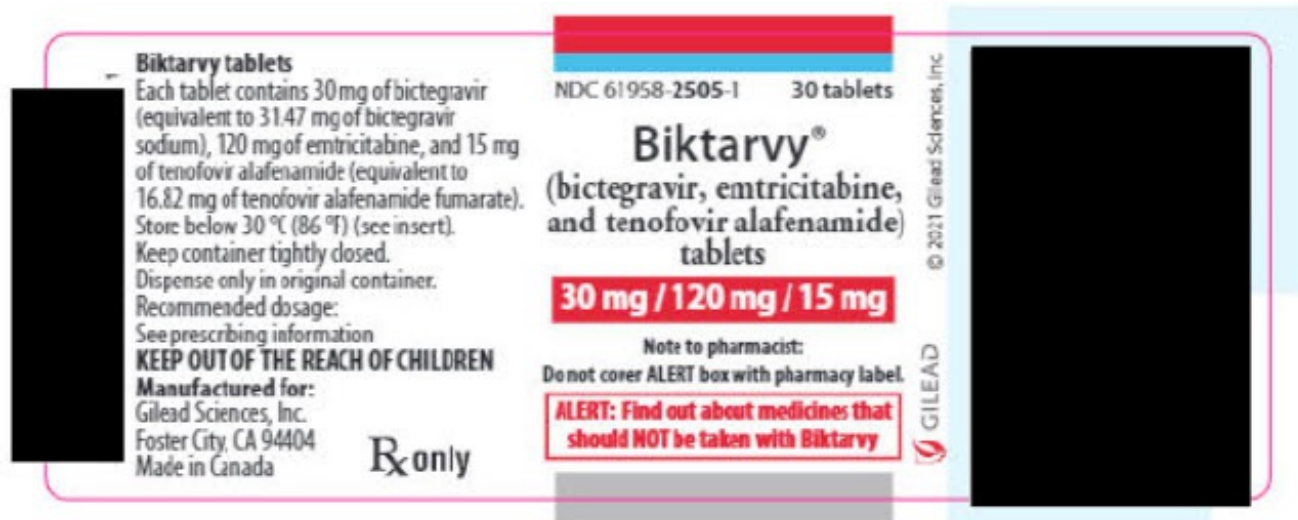 Biktarvy tablets
Each tablet contains 30 mg of bictegravir
(equivalent to 31.47 mg of bictegravir
sodium), 120 mg of emtricitabine, and 15 mg
of tenofovir alafenamide (equivalent to
16.82 mg of tenofovir alafenamide fumarate).
Store below 30 °C (86 °F) (see insert).
Keep container tightly closed.
Dispense only in original container.
Recommended dosage:
See prescribing information
KEEP OUT OF THE REACH OF CHILDREN
Manufactured for:
Gilead Sciences, Inc.
Foster City, CA 94404
Made in Canada
Rx only
NDC 61958-2505-1 30 tablets
Biktarvy®
(bictegravir, emtricitabine,
and tenofovir alafenamide)
tablets
30 mg / 120 mg / 15 mg
Note to pharmacist:
Do not cover ALERT box with pharmacy label.
ALERT: Find out about medicines that
should NOT be taken with Biktarvy
GILEAD
© 2021 Gilead Sciences, Inc.